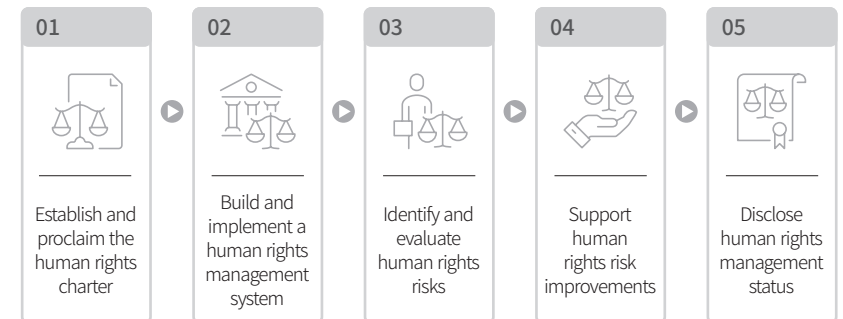 01
Establish and
proclaim the
human rights
charter
02
Build and
implement a
human rights
management
system
03
Identify and
evaluate
human rights
risks
04
Support
human
rights risk
improvements
05
Disclose
human rights
management
status